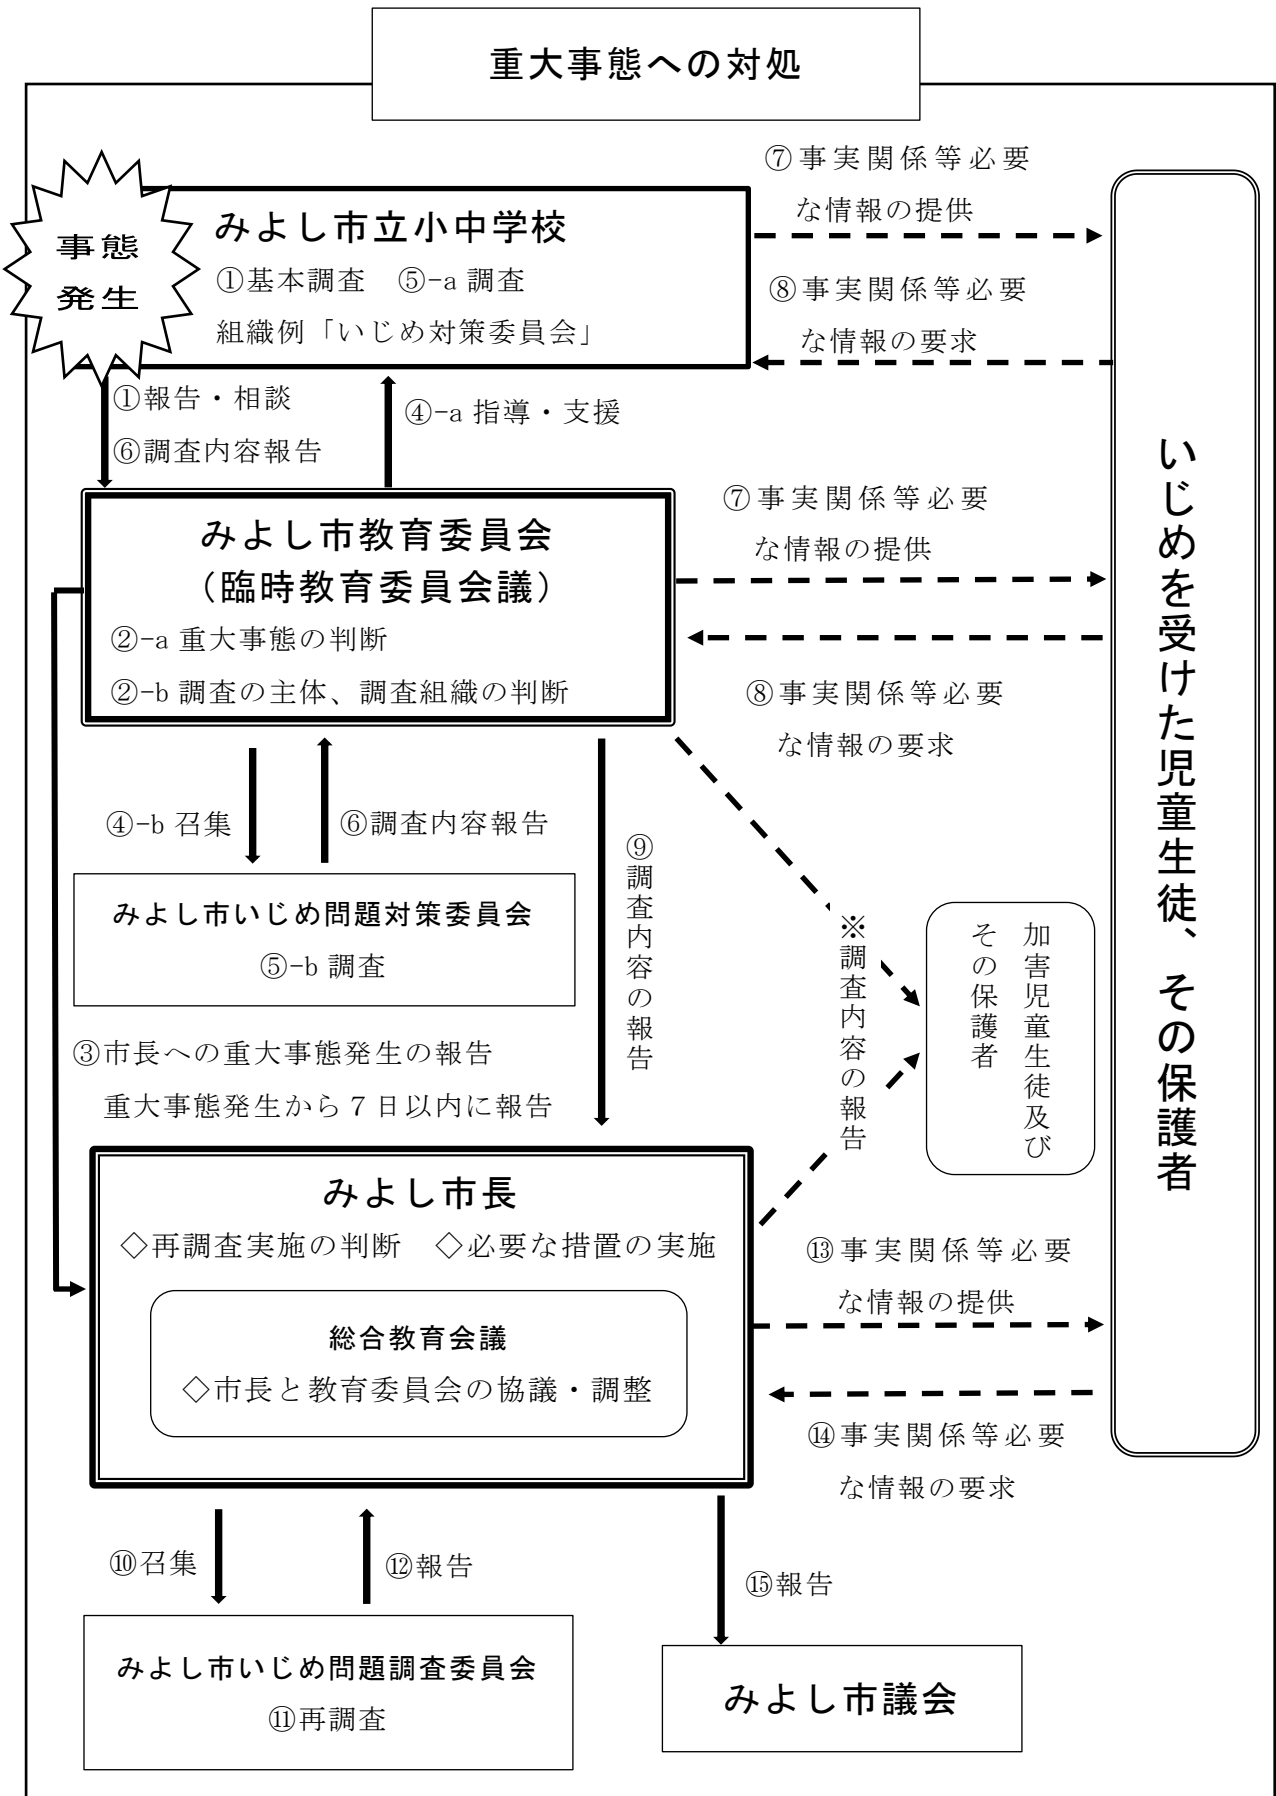 重大事態への対処
事態
発生
みよし市立小中学校
①基本調査　⑤-a 調査
組織例「いじめ対策委員会」
⑦事実関係等必要
な情報の提供
⑧事実関係等必要
な情報の要求
①報告・相談
⑥調査内容報告
④-a 指導・支援
みよし市教育委員会
（臨時教育委員会議）
②-a 重大事態の判断
②-b 調査の主体、調査組織の判断
⑦事実関係等必要
な情報の提供
⑧事実関係等必要
な情報の要求
いじめを受けた児童生徒、その保護者
④-b 召集
⑥調査内容報告
⑨調査内容の報告
※調査内容の報告
加害児童生徒及び
その保護者
みよし市いじめ問題対策委員会
⑤-b 調査
③市長への重大事態発生の報告
重大事態発生から７日以内に報告
みよし市長
◇再調査実施の判断　◇必要な措置の実施
総合教育会議
◇市長と教育委員会の協議・調整
⑬事実関係等必要
な情報の提供
⑭事実関係等必要
な情報の要求
⑩召集
⑫報告
⑮報告
みよし市いじめ問題調査委員会
⑪再調査
みよし市議会